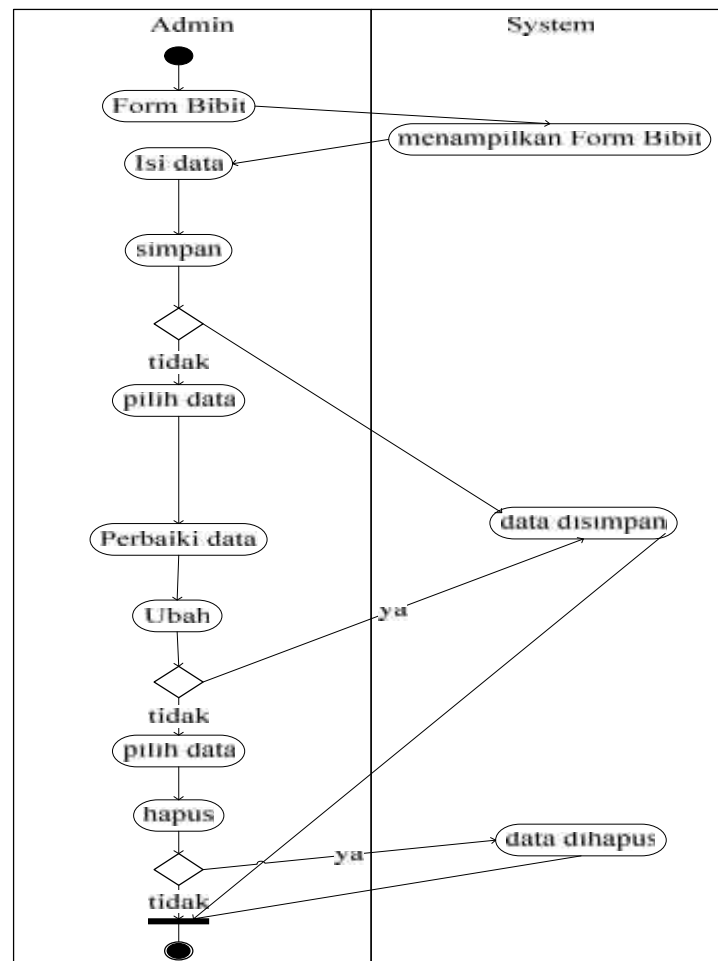 Admin
System
Form Bibit
menampilkan Form Bibit
Isi data
simpan
tidak
pilih data
data disimpan
Perbaiki data
Ubah
ya
tidak
pilih data
hapus
data dihapus
ya
tidak